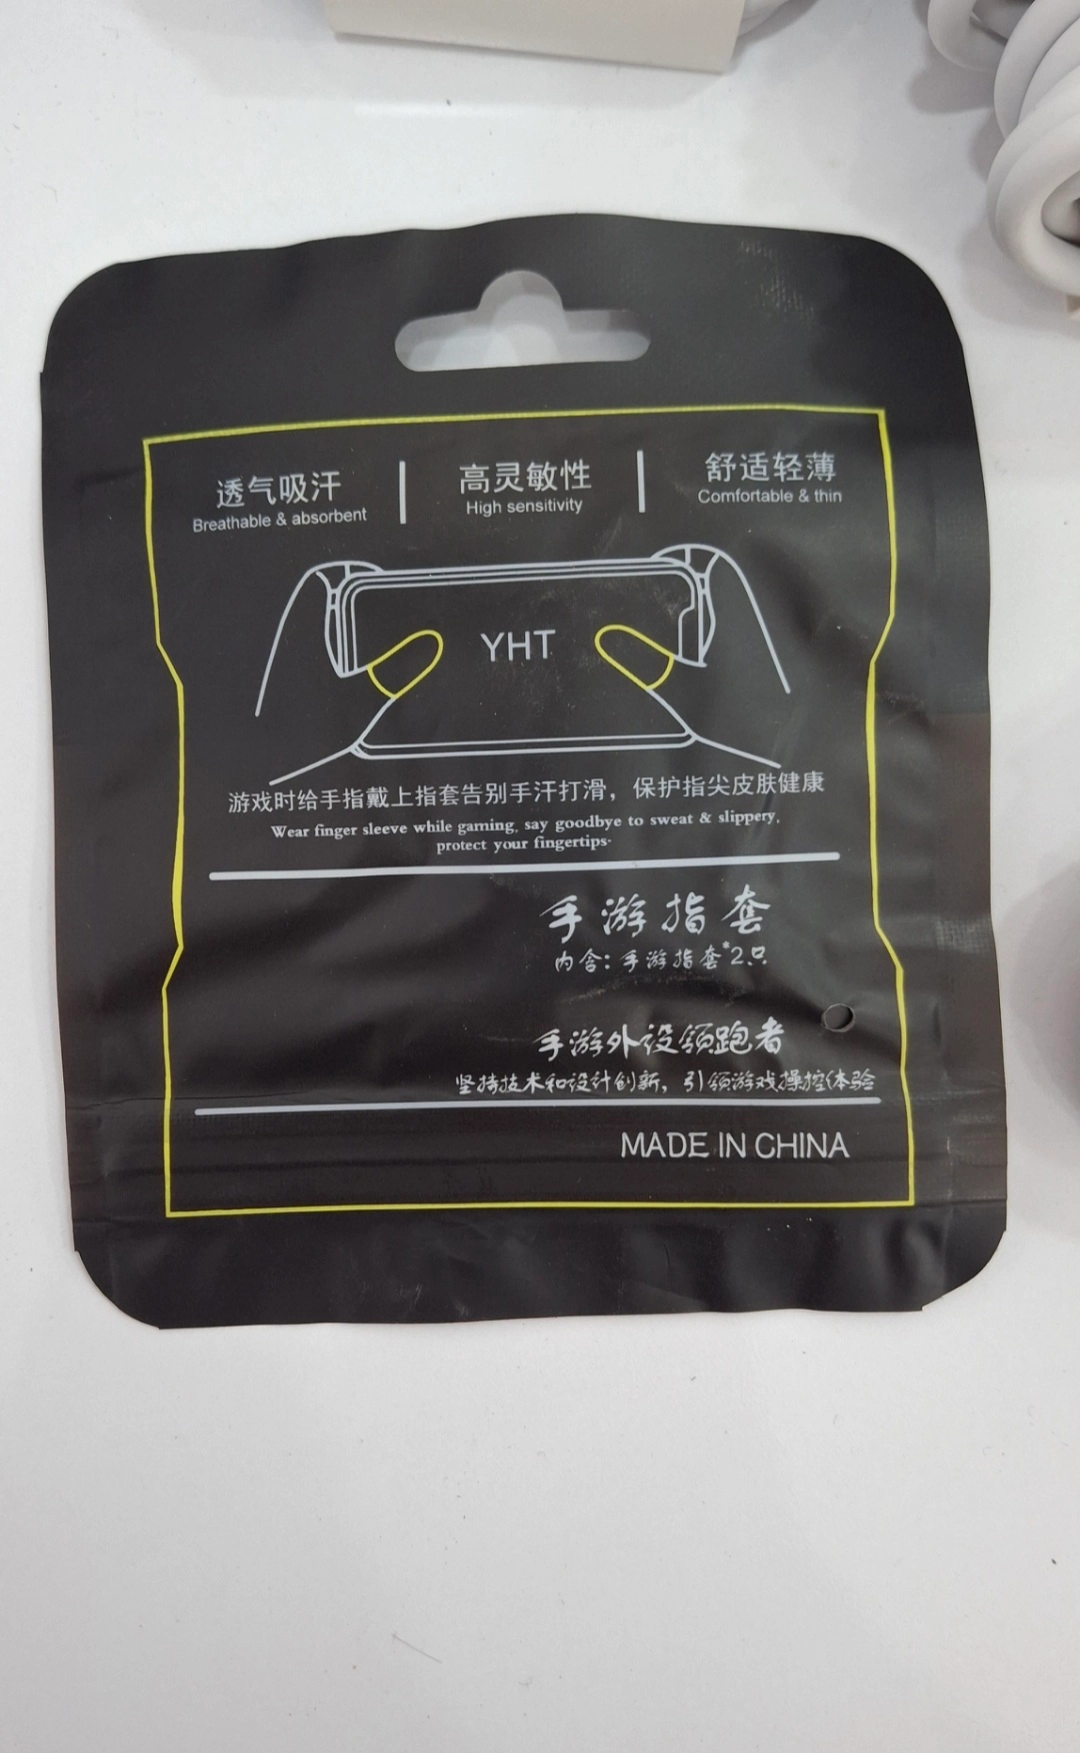 透气吸汗
Breathable & absorbent
高灵敏性
High sensitivity
舒适轻薄
Comfortable & thin
YHT
游戏时给手指戴上指套告别手汗打滑，保护指尖皮肤健康
Wear finger sleeve while gaming, say goodbye to sweat & slippery,
protect your fingertips·
手游指套
内含：手游指套*2只
手游外设领跑者
坚持技术和设计创新，引领游戏操控体验
MADE IN CHINA